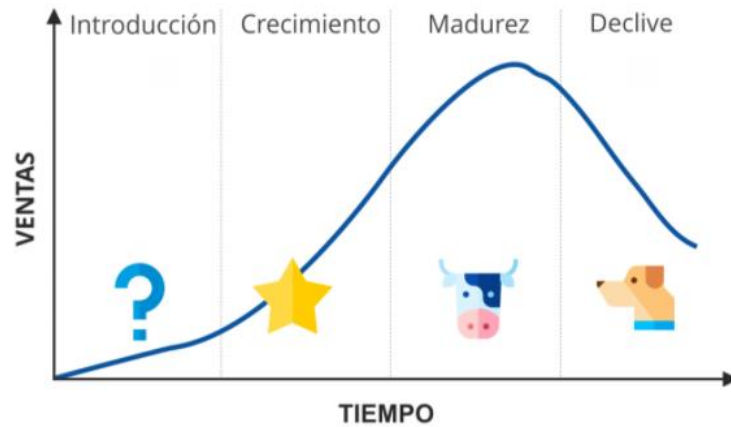 Introducción
Crecimiento
Madurez
Declive
VENTAS
TIEMPO